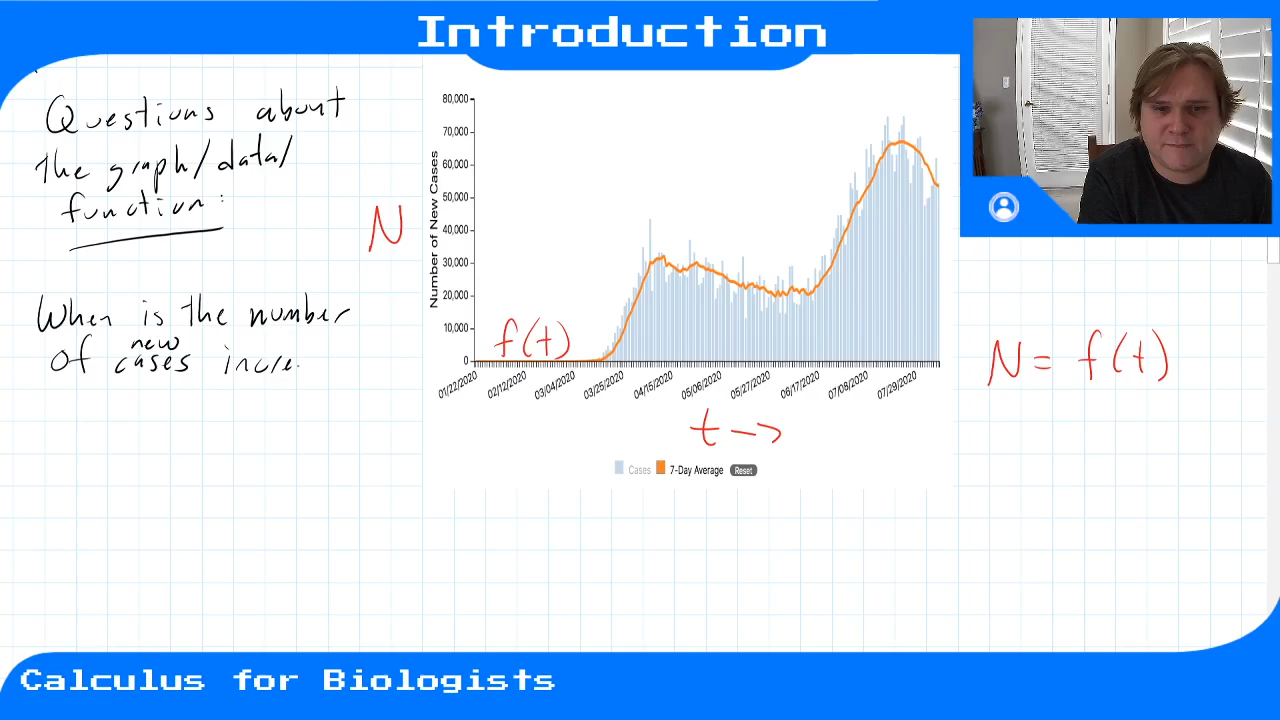 Introduction
Questions about
the graph/data/
function:
When is the number
new
of cases incre
N
Number of New Cases
80,000
70,000
60,000
50,000
40,000
30,000
20,000
10,000
0
f(t)
01/22/2020
02/12/2020
03/04/2020
03/25/2020
04/15/2020
05/06/2020
05/27/2020
06/17/2020
07/08/2020
07/29/2020
t →
Cases 7-Day Average Reset
N = f(t)
Calculus for Biologists